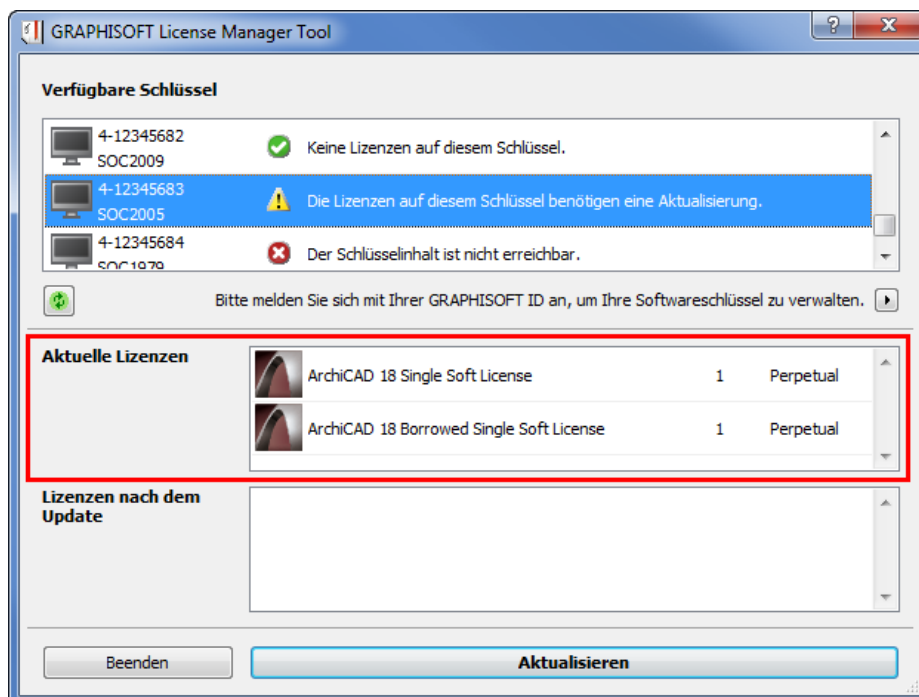 GRAPHISOFT License Manager Tool
Verfügbare Schlüssel
4-12345682
SOC2009
Keine Lizenzen auf diesem Schlüssel.
4-12345683
SOC2005
Die Lizenzen auf diesem Schlüssel benötigen eine Aktualisierung.
4-12345684
SOC1979
Der Schlüsselinhalt ist nicht erreichbar.
Bitte melden Sie sich mit Ihrer GRAPHISOFT ID an, um Ihre Softwareschlüssel zu verwalten.
Aktuelle Lizenzen
ArchiCAD 18 Single Soft License 1 Perpetual
ArchiCAD 18 Borrowed Single Soft License 1 Perpetual
Lizenzen nach dem
Update
Beenden
Aktualisieren